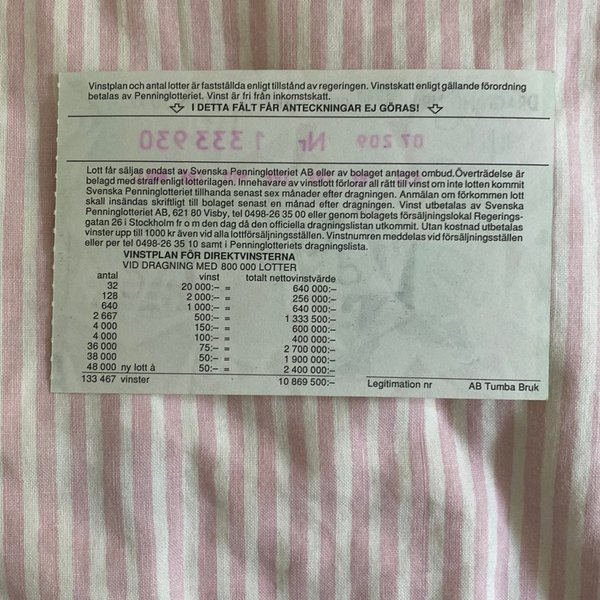 Vinstplan och antal lotter är fastställda enligt tillstånd av regeringen. Vinstskatt enligt gällande förordning
betalas av Penninglotteriet. Vinst är fri från inkomstskatt.
I DETTA FÄLT FÅR ANTECKNINGAR EJ GÖRAS!
07 209 Nr 1 333 930
Lott får säljas endast av Svenska Penninglotteriet AB eller av bolaget antaget ombud.Överträdelse är
belagd med straff enligt lotterilagen. Innehavare av vinstlott förlorar all rätt till vinst om inte lotten kommit
Svenska Penninglotteriet tillhanda senast sex månader efter dragningen. Anmälan om förkommen lott
skall insändas skriftligt till bolaget senast en månad efter dragningen. Vinst utbetalas av Svenska
Penninglotteriet AB, 621 80 Visby, tel 0498-26 35 00 eller genom bolagets försäljningslokal Regerings-
gatan 26 i Stockholm fr o m den dag då den officiella dragningslistan utkommit. Utan kostnad utbetalas
vinster upp till 1000 kr även vid alla lottförsäljningsställen. Vinstnumren meddelas vid försäljningsställen
eller per tel 0498-26 35 10 samt i Penninglotteriets dragningslista.
VINSTPLAN FÖR DIREKTVINSTERNA
VID DRAGNING MED 800 000 LOTTER
antal vinst totalt nettovinstvärde
32 20 000:– = 640 000:–
128 2 000:– = 256 000:–
640 1 000:– = 640 000:–
2 667 500:– = 1 333 500:–
4 000 150:– = 600 000:–
4 000 100:– = 400 000:–
36 000 75:– = 2 700 000:–
38 000 50:– = 1 900 000:–
48 000 ny lott à 50:– = 2 400 000:–
133 467 vinster 10 869 500:– Legitimation nr AB Tumba Bruk